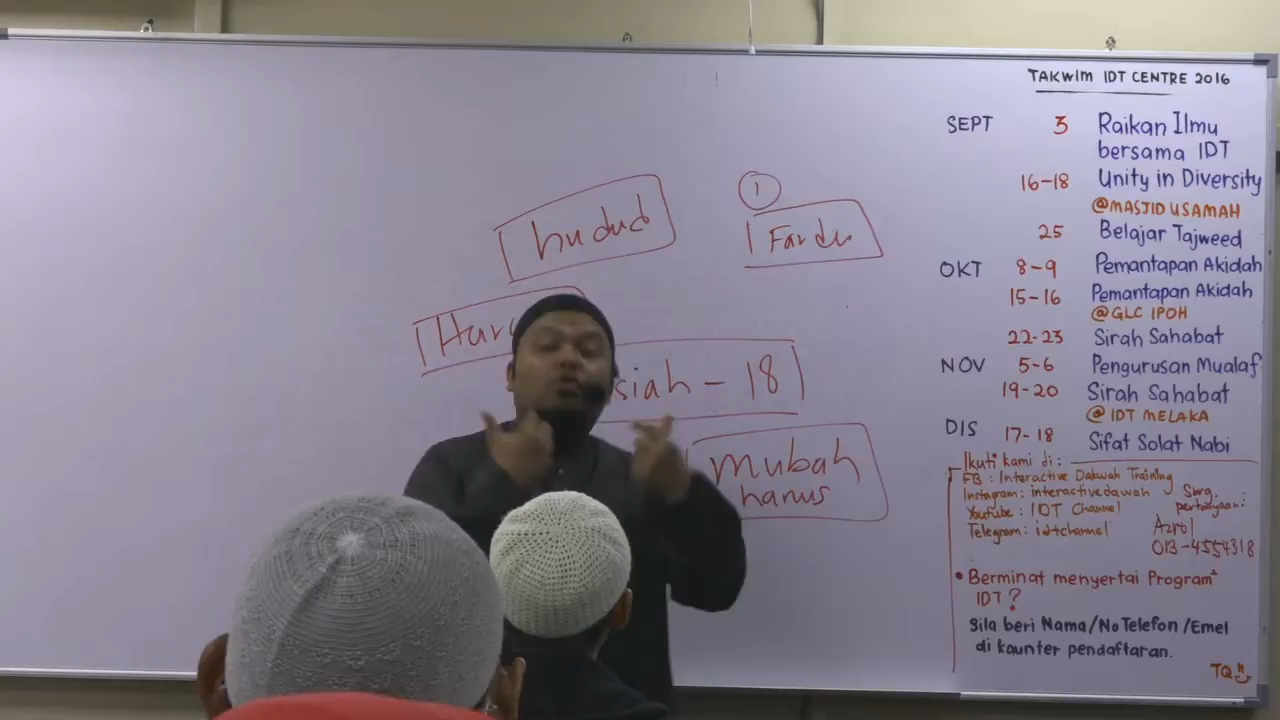 hudud
1
Fardu
siah - 18
mubah
harus
TAKWIM IDT CENTRE 2016
SEPT 3 Raikan Ilmu
bersama IDT
16-18 Unity in Diversity
@MASJID USAMAH
25 Belajar Tajweed
OKT 8-9 Pemantapan Akidah
15-16 Pemantapan Akidah
@GLC IPOH
22-23 Sirah Sahabat
NOV 5-6 Pengurusan Mualaf
19-20 Sirah Sahabat
@IDT MELAKA
DIS 17-18 Sifat Solat Nabi
Ikuti kami di:
FB: Interactive Dakwah Training
Instagram: interactivedawah
Youtube: IDT Channel
Telegram: idtchannel
Sbrg.
pertanyaan:
Azrol
013-4554318
• Berminat menyertai Program²
IDT?
Sila beri Nama/No Telefon/Emel
di kaunter pendaftaran.
TQ